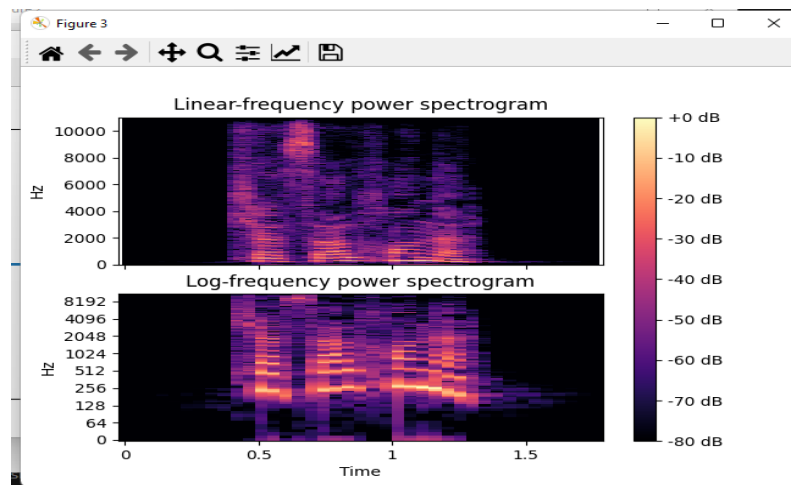 Figure 3
Linear-frequency power spectrogram
10000
8000
6000
4000
2000
0
Hz
Log-frequency power spectrogram
8192
4096
2048
1024
512
256
128
64
0
Hz
0
0.5
1
1.5
Time
+0 dB
-10 dB
-20 dB
-30 dB
-40 dB
-50 dB
-60 dB
-70 dB
-80 dB